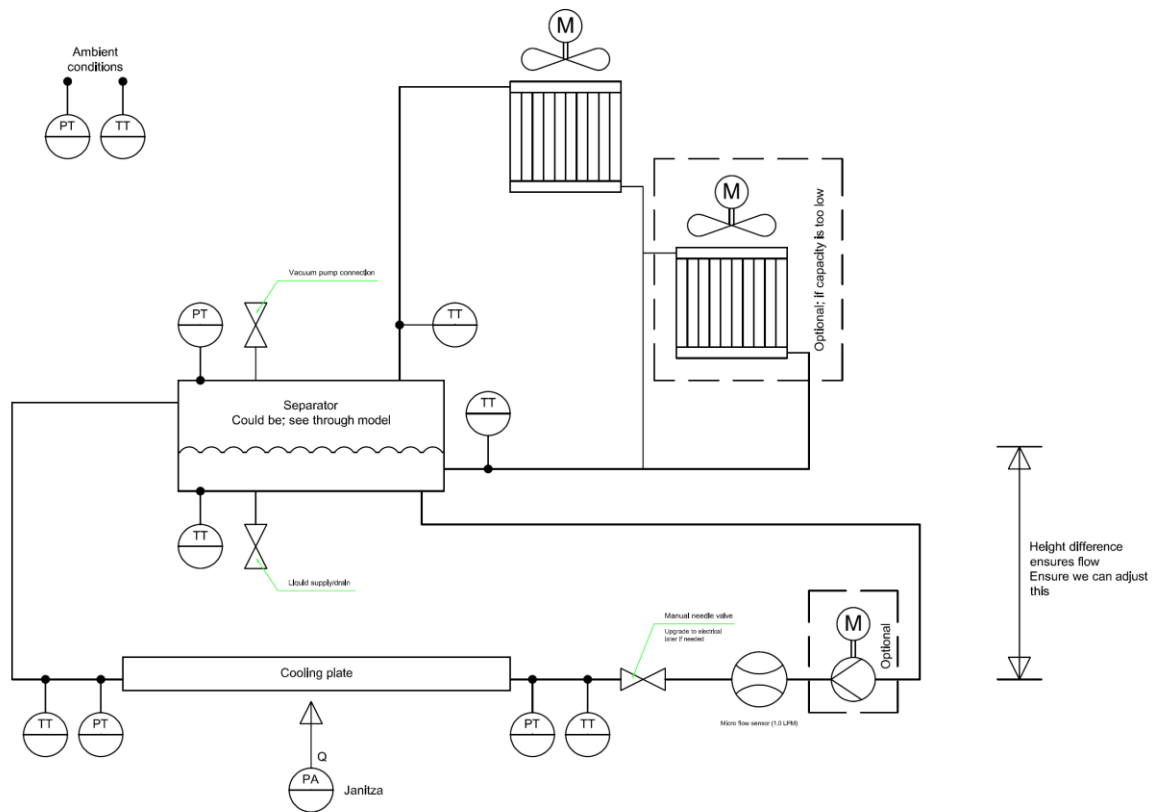 M
Ambient
conditions
PT
TT
M
Optional; if capacity is too low
Vacuum pump connection
PT
TT
Separator
Could be; see through model
TT
TT
Liquid supply/drain
Height difference
ensures flow
Ensure we can adjust
this
Manual needle valve
Upgrade to electrical
later if needed
M
Optional
Cooling plate
TT
PT
PT
TT
Micro flow sensor (1,0 LPM)
Q
PA
Janitza